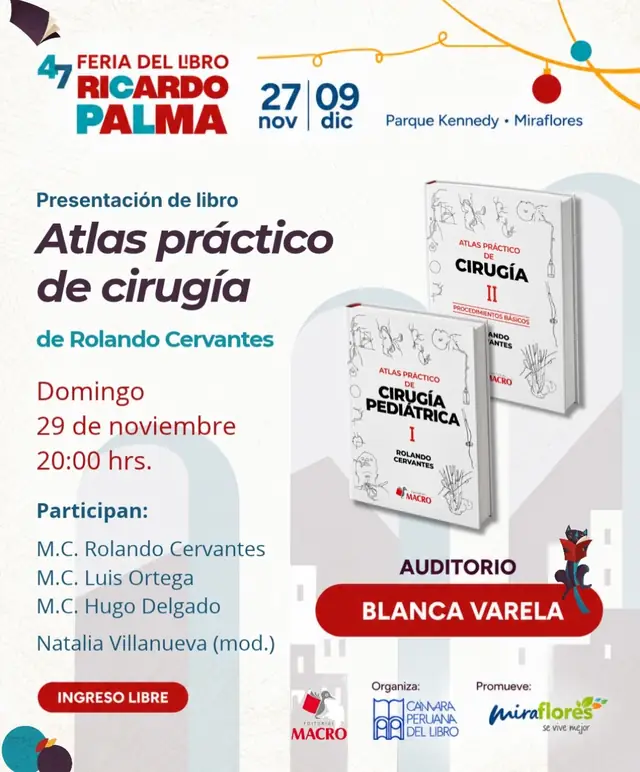 47 FERIA DEL LIBRO
RICARDO
PALMA
27 nov | 09 dic
Parque Kennedy • Miraflores
Presentación de libro
Atlas práctico
de cirugía
de Rolando Cervantes
Domingo
29 de noviembre
20:00 hrs.
Participan:
M.C. Rolando Cervantes
M.C. Luis Ortega
M.C. Hugo Delgado
Natalia Villanueva (mod.)
INGRESO LIBRE
ATLAS PRÁCTICO
DE
CIRUGÍA
II
PROCEDIMIENTOS BÁSICOS
MACRO
ATLAS PRÁCTICO
DE
CIRUGÍA
PEDIÁTRICA
I
ROLANDO
CERVANTES
MACRO
AUDITORIO
BLANCA VARELA
EDITORIAL
MACRO
Organiza:
CÁMARA
PERUANA
DEL LIBRO
Promueve:
miraflores
se vive mejor